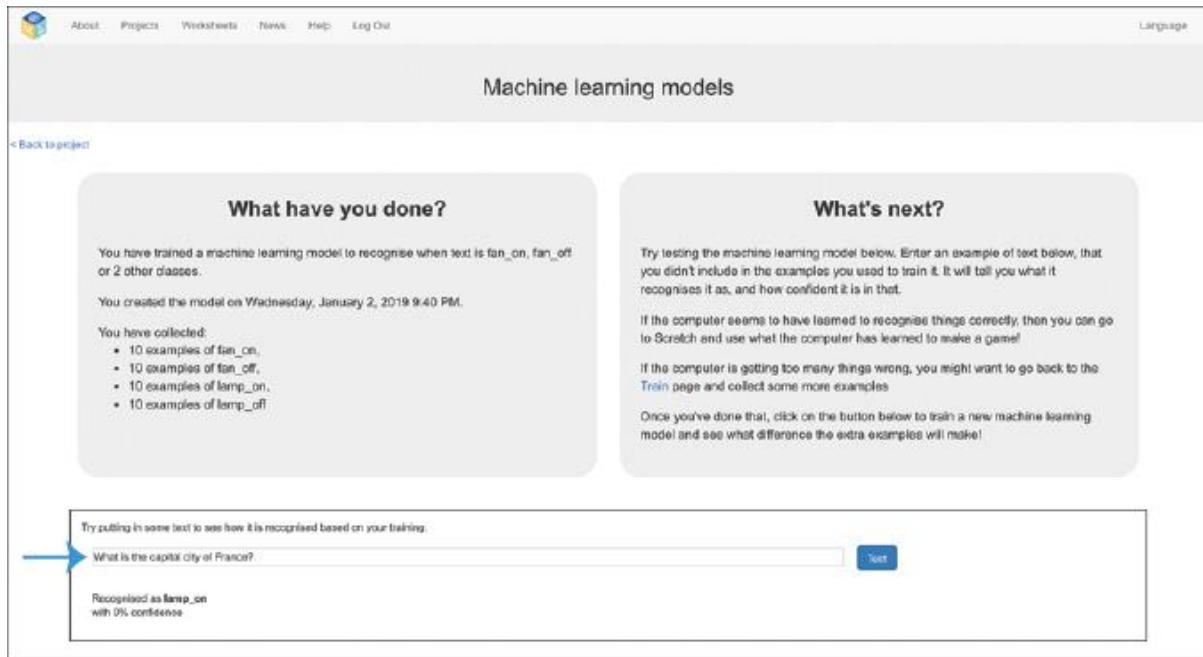 About Projects Worksheets News Help Log Out Language
Machine learning models
< Back to project
What have you done?
You have trained a machine learning model to recognise when text is fan_on, fan_off
or 2 other classes.
You created the model on Wednesday, January 2, 2019 9:40 PM.
You have collected:
• 10 examples of fan_on,
• 10 examples of fan_off,
• 10 examples of lamp_on,
• 10 examples of lamp_off
What's next?
Try testing the machine learning model below. Enter an example of text below, that
you didn't include in the examples you used to train it. It will tell you what it
recognises it as, and how confident it is in that.
If the computer seems to have learned to recognise things correctly, then you can go
to Scratch and use what the computer has learned to make a game!
If the computer is getting too many things wrong, you might want to go back to the
Train page and collect some more examples
Once you've done that, click on the button below to train a new machine learning
model and see what difference the extra examples will make!
Try putting in some text to see how it is recognised based on your training.
What is the capital city of France? Test
Recognised as lamp_on
with 0% confidence